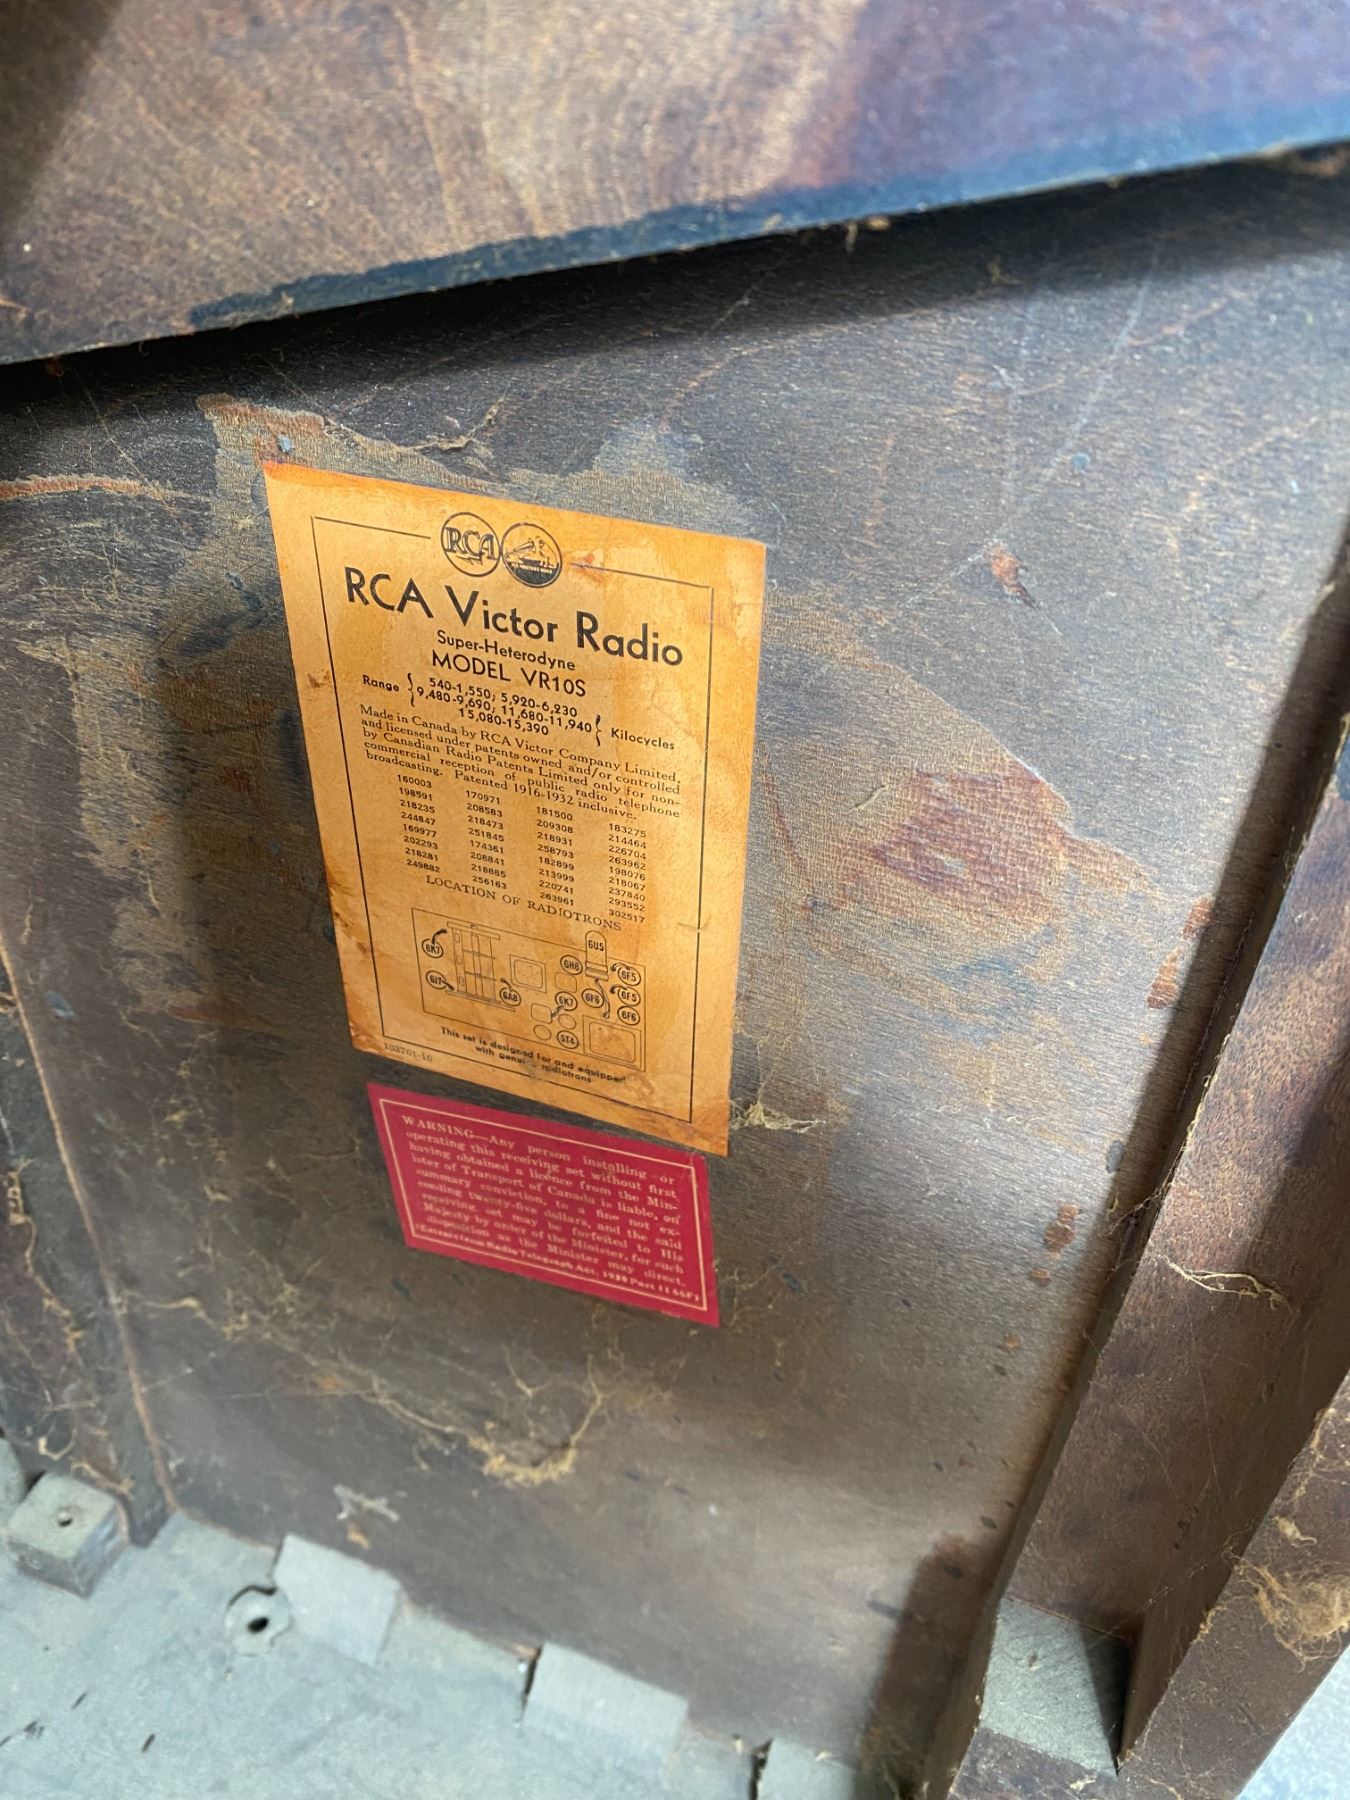 RCA
RCA Victor Radio
Super-Heterodyne
MODEL VR10S
Range { 540-1,550; 5,920-6,230
9,480-9,690; 11,680-11,940
15,080-15,390 } Kilocycles
Made in Canada by RCA Victor Company Limited,
and licensed under patents owned and/or controlled
by Canadian Radio Patents Limited only for non-
commercial reception of public radio telephone
broadcasting. Patented 1916-1932 inclusive.
160003 170971 181500 183275
198591 208583 209308 214464
218235 218473 218931 226704
244847 251845 258793 263962
169977 174361 182899 198076
202293 208841 213999 218067
218281 218885 220741 237840
249882 256163 263961 293552
302517
LOCATION OF RADIOTRONS
6U5
6K7 6H6 6F5
6J7 6A8 6K7 6F6 6F5
6F6
5T4
This set is designed for and equipped
with radiotrons
103761-10
WARNING—Any person installing or
operating this receiving set without first
having obtained a licence from the Min-
ister of Transport of Canada is liable, on
summary conviction, to a fine not ex-
ceeding twenty-five dollars, and the said
receiving set may be forfeited to His
Majesty by order of the Minister, for such
disposition as the Minister may direct.
(Extract from Radio Telegraph Act, 1938 Part 11